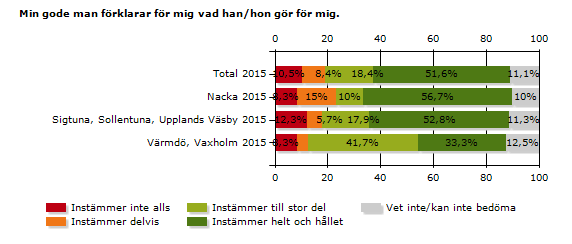 Min gode man förklarar för mig vad han/hon gör för mig.
0 20 40 60 80 100
Total 2015 10,5% 8,4% 18,4% 51,6% 11,1%
Nacka 2015 8,3% 15% 10% 56,7% 10%
Sigtuna, Sollentuna, Upplands Väsby 2015 12,3% 5,7% 17,9% 52,8% 11,3%
Värmdö, Vaxholm 2015 8,3% 41,7% 33,3% 12,5%
0 20 40 60 80 100
Instämmer inte alls Instämmer till stor del Vet inte/kan inte bedöma
Instämmer delvis Instämmer helt och hållet